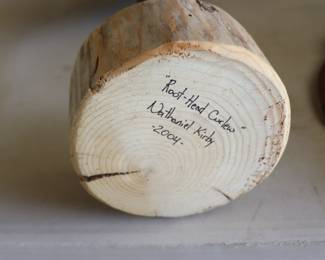 "Root-Head Curlew"
Nathaniel Kirby
-2004-